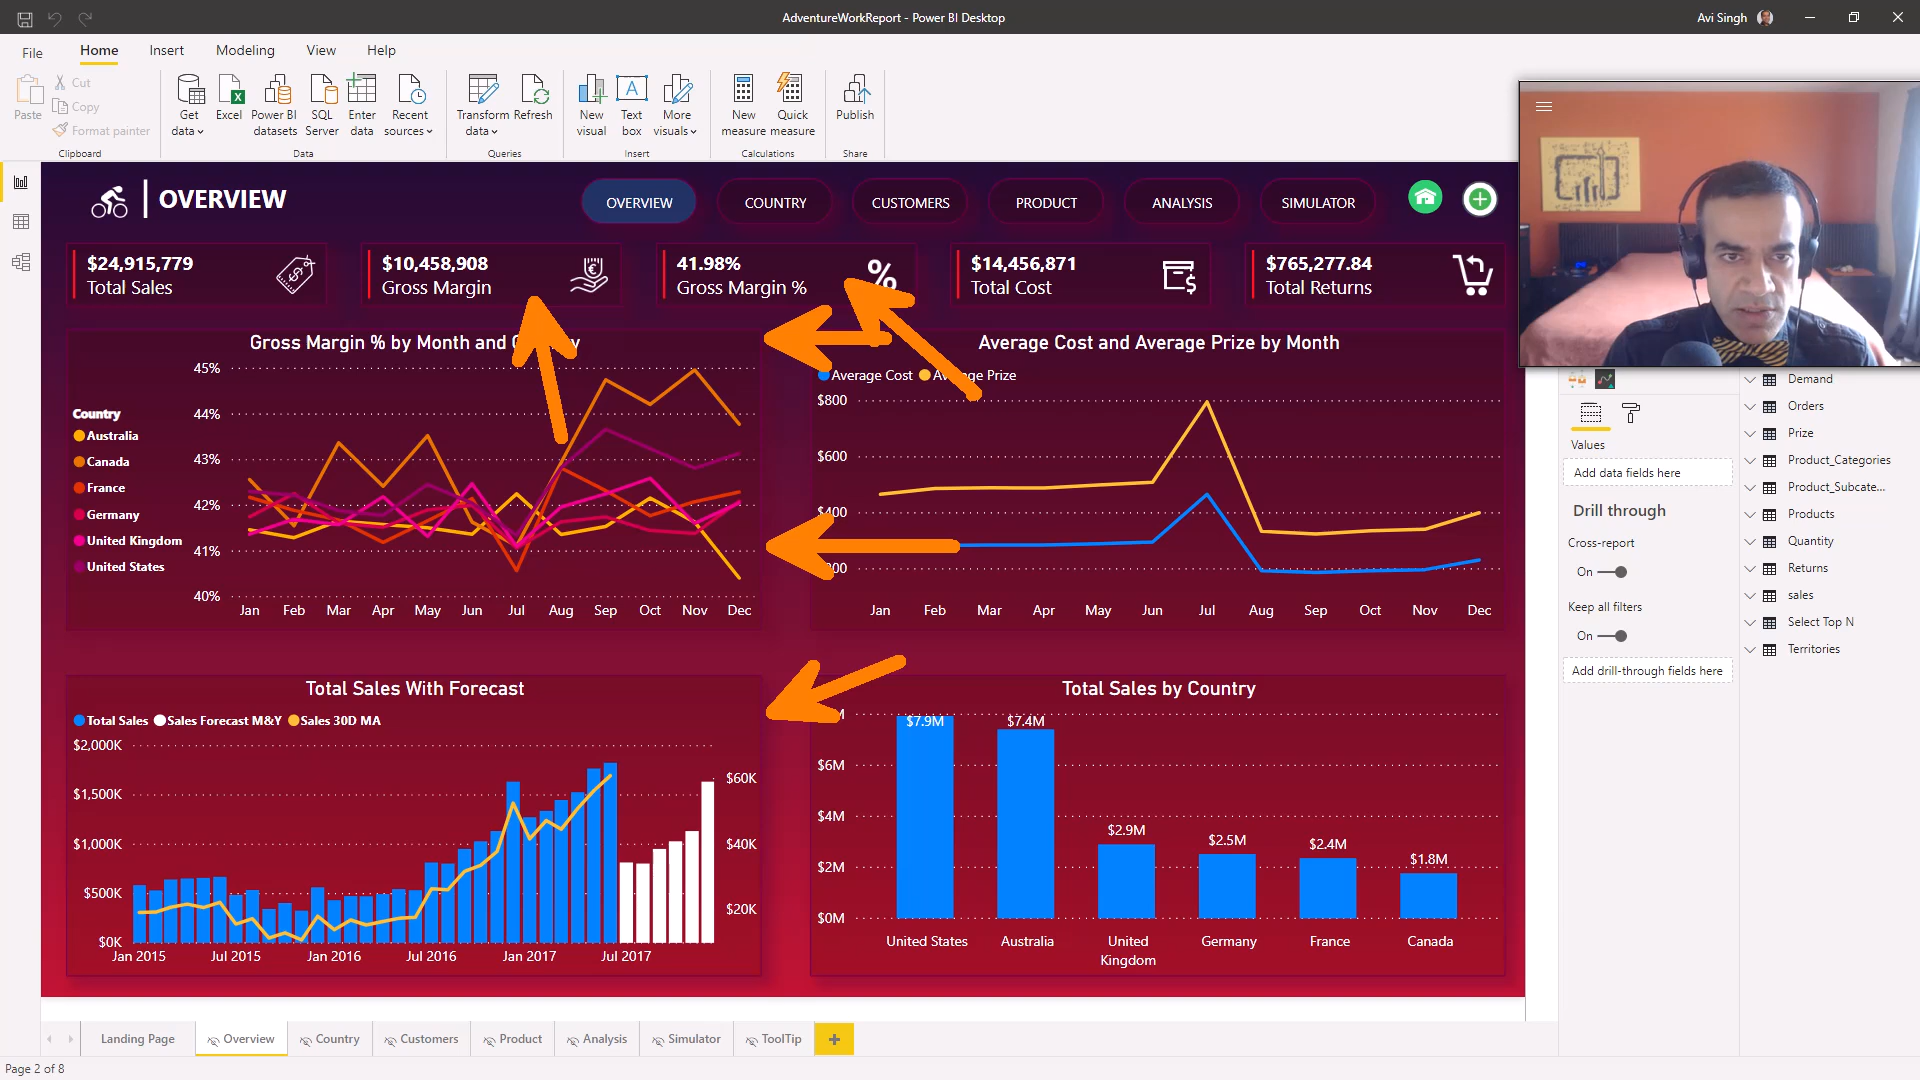 AdventureWorkReport - Power BI Desktop
Avi Singh
File Home Insert Modeling View Help
Paste
Cut
Copy
Format painter
Clipboard
Get data
Excel
Power BI datasets
SQL Server
Enter data
Recent sources
Data
Transform data
Refresh
Queries
New visual
Text box
More visuals
Insert
New measure
Quick measure
Calculations
Publish
Share
OVERVIEW
OVERVIEW COUNTRY CUSTOMERS PRODUCT ANALYSIS SIMULATOR
$24,915,779
Total Sales
$10,458,908
Gross Margin
41.98%
Gross Margin %
%
$14,456,871
Total Cost
$765,277.84
Total Returns
Gross Margin % by Month and
45%
44%
43%
42%
41%
40%
Country
Australia
Canada
France
Germany
United Kingdom
United States
Jan Feb Mar Apr May Jun Jul Aug Sep Oct Nov Dec
Average Cost and Average Prize by Month
Average Cost Average Prize
$800
$600
$400
Jan Feb Mar Apr May Jun Jul Aug Sep Oct Nov Dec
Total Sales With Forecast
Total Sales Sales Forecast M&Y Sales 30D MA
$2,000K
$1,500K
$1,000K
$500K
$0K
$60K
$40K
$20K
Jan 2015 Jul 2015 Jan 2016 Jul 2016 Jan 2017 Jul 2017
Total Sales by Country
$6M
$4M
$2M
$0M
$7.9M $7.4M $2.9M $2.5M $2.4M $1.8M
United States Australia United Kingdom Germany France Canada
Values
Add data fields here
Drill through
Cross-report
On
Keep all filters
On
Add drill-through fields here
Demand
Orders
Prize
Product_Categories
Product_Subcate...
Products
Quantity
Returns
sales
Select Top N
Territories
Landing Page Overview Country Customers Product Analysis Simulator ToolTip
Page 2 of 8